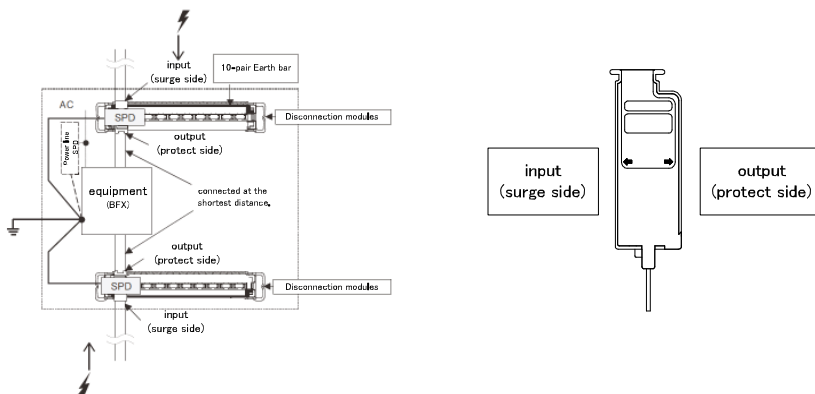 input
(surge side)
10-pair Earth bar
AC
SPD
Disconnection modules
output
(protect side)
Power line
SPD
equipment
(BFX)
connected at the
shortest distance.
output
(protect side)
SPD
Disconnection modules
input
(surge side)
input
(surge side)
output
(protect side)